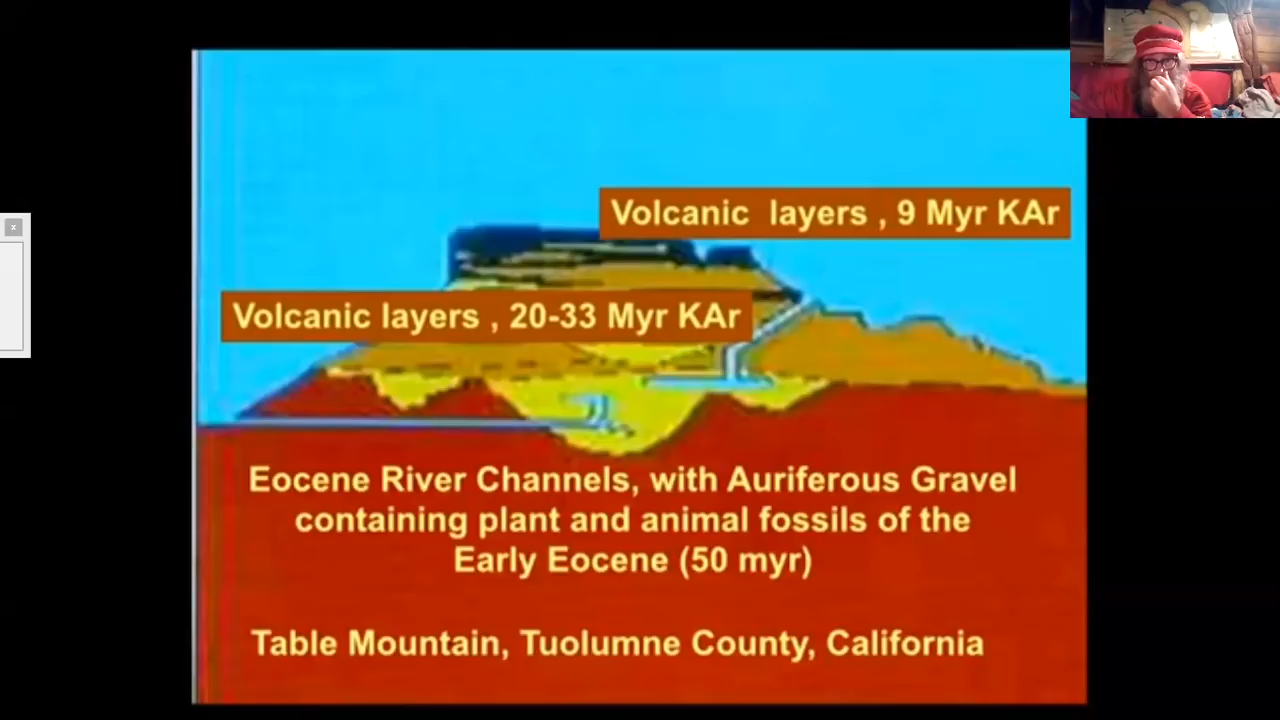 Volcanic layers , 9 Myr KAr
Volcanic layers , 20-33 Myr KAr
Eocene River Channels, with Auriferous Gravel
containing plant and animal fossils of the
Early Eocene (50 myr)
Table Mountain, Tuolumne County, California
x